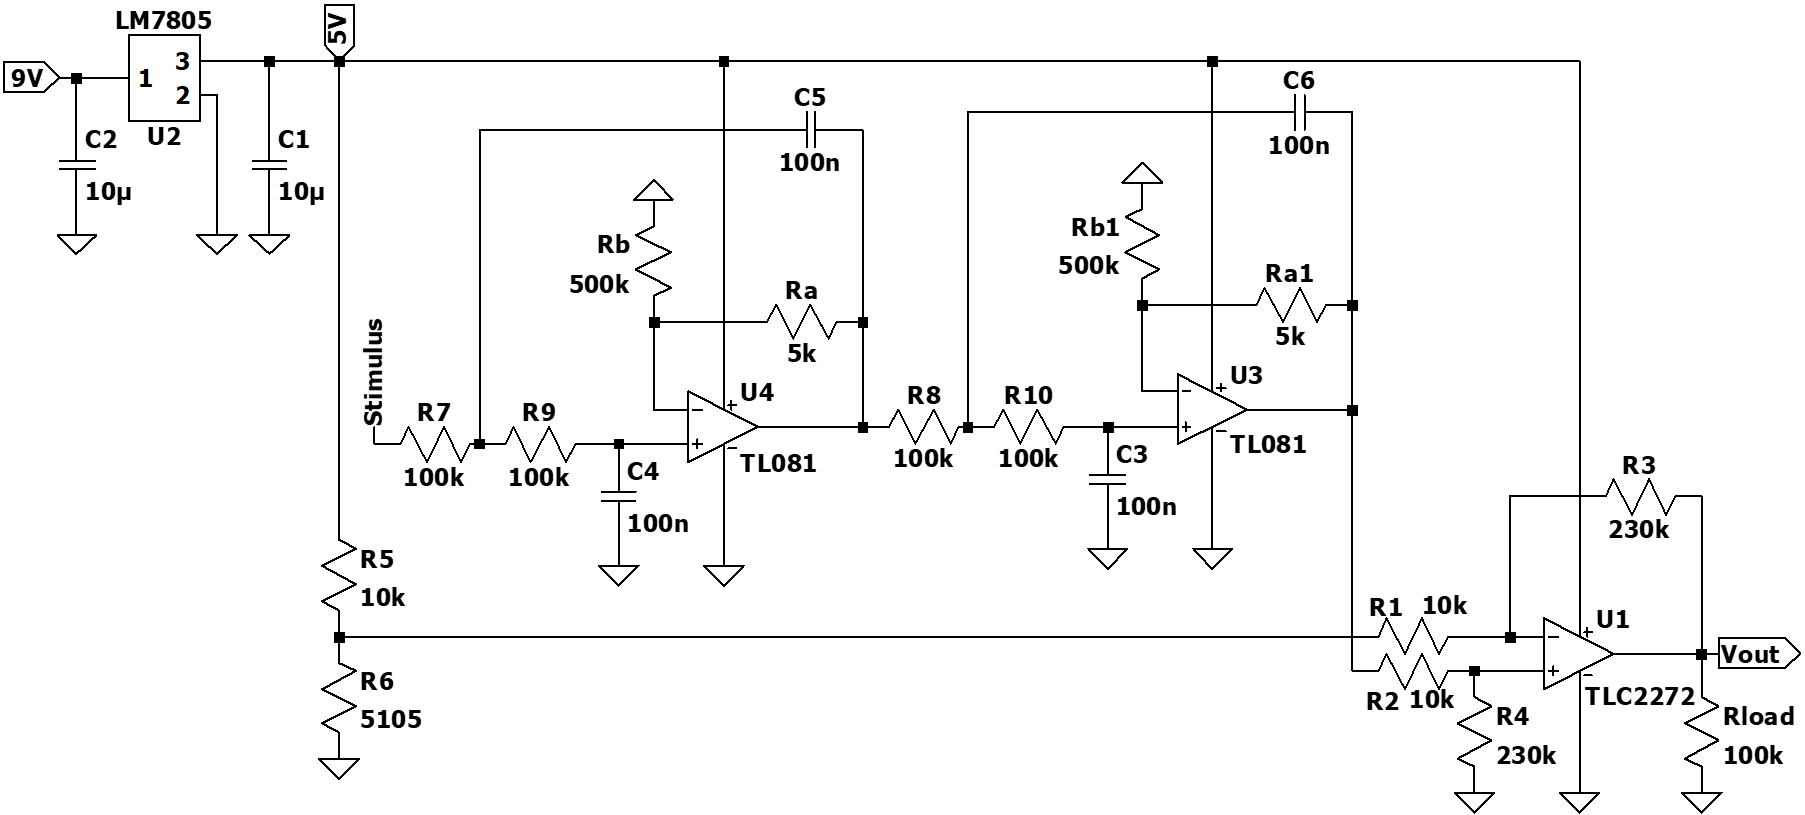 LM7805
5V
9V
1
3
2
U2
C2
10µ
C1
10µ
C5
100n
C6
100n
Rb
500k
Ra
5k
Rb1
500k
Ra1
5k
Stimulus
R7
100k
R9
100k
C4
100n
U4
TL081
R8
100k
R10
100k
C3
100n
U3
TL081
R5
10k
R6
5105
R3
230k
R1 10k
R2 10k
U1
TLC2272
R4
230k
Vout
Rload
100k